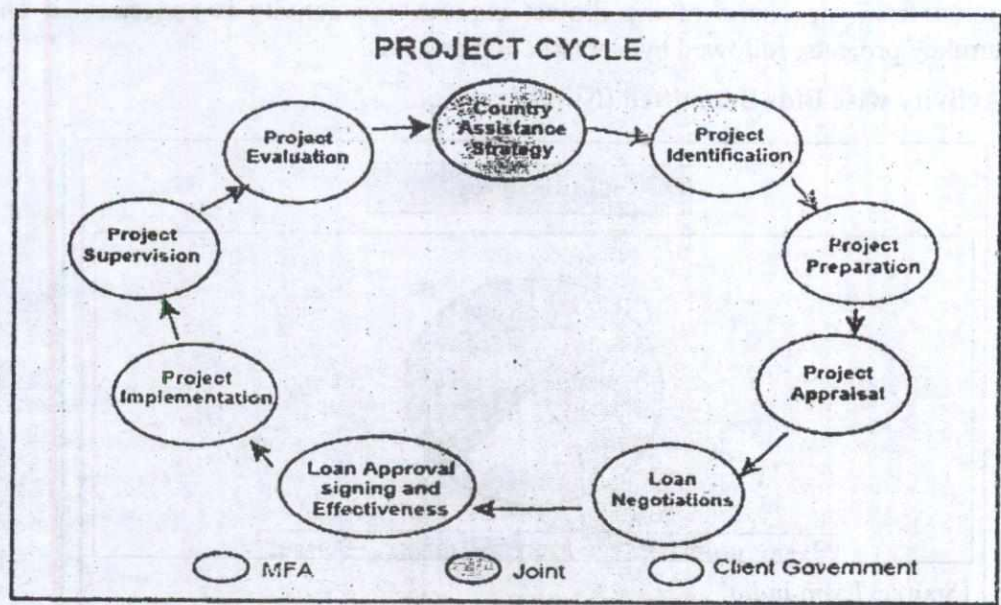 PROJECT CYCLE
Country
Assistance
Strategy
Project
Identification
Project
Preparation
Project
Appraisal
Loan
Negotiations
Loan Approval
signing and
Effectiveness
Project
Implementation
Project
Supervision
Project
Evaluation
MFA
Joint
Client Government